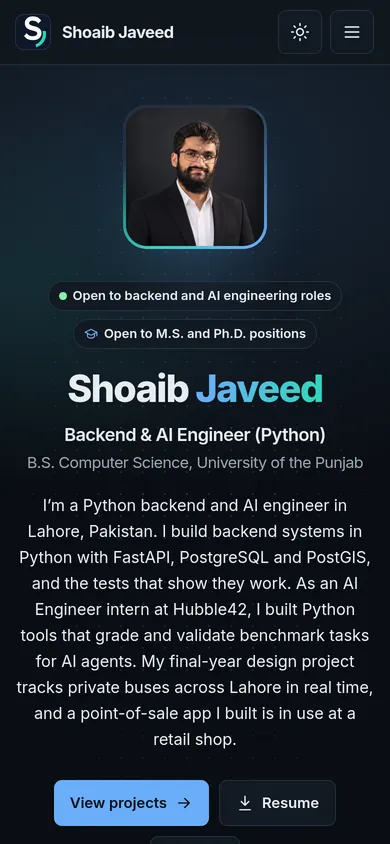 S
Shoaib Javeed
Open to backend and AI engineering roles
Open to M.S. and Ph.D. positions
Shoaib Javeed
Backend & AI Engineer (Python)
B.S. Computer Science, University of the Punjab
I’m a Python backend and AI engineer in
Lahore, Pakistan. I build backend systems in
Python with FastAPI, PostgreSQL and PostGIS,
and the tests that show they work. As an AI
Engineer intern at Hubble42, I built Python
tools that grade and validate benchmark tasks
for AI agents. My final-year design project
tracks private buses across Lahore in real time,
and a point-of-sale app I built is in use at a
retail shop.
View projects
Resume